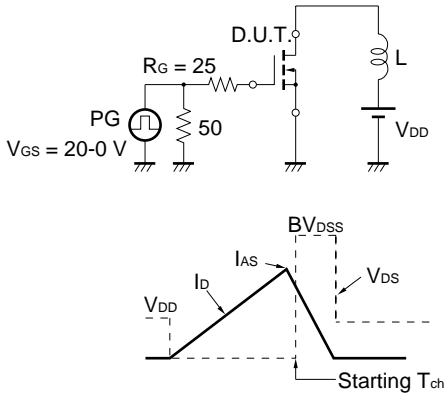 D.U.T.
RG = 25
L
PG
50
VDD
VGS = 20-0 V
BVDSS
IAS
ID
VDS
VDD
Starting Tch